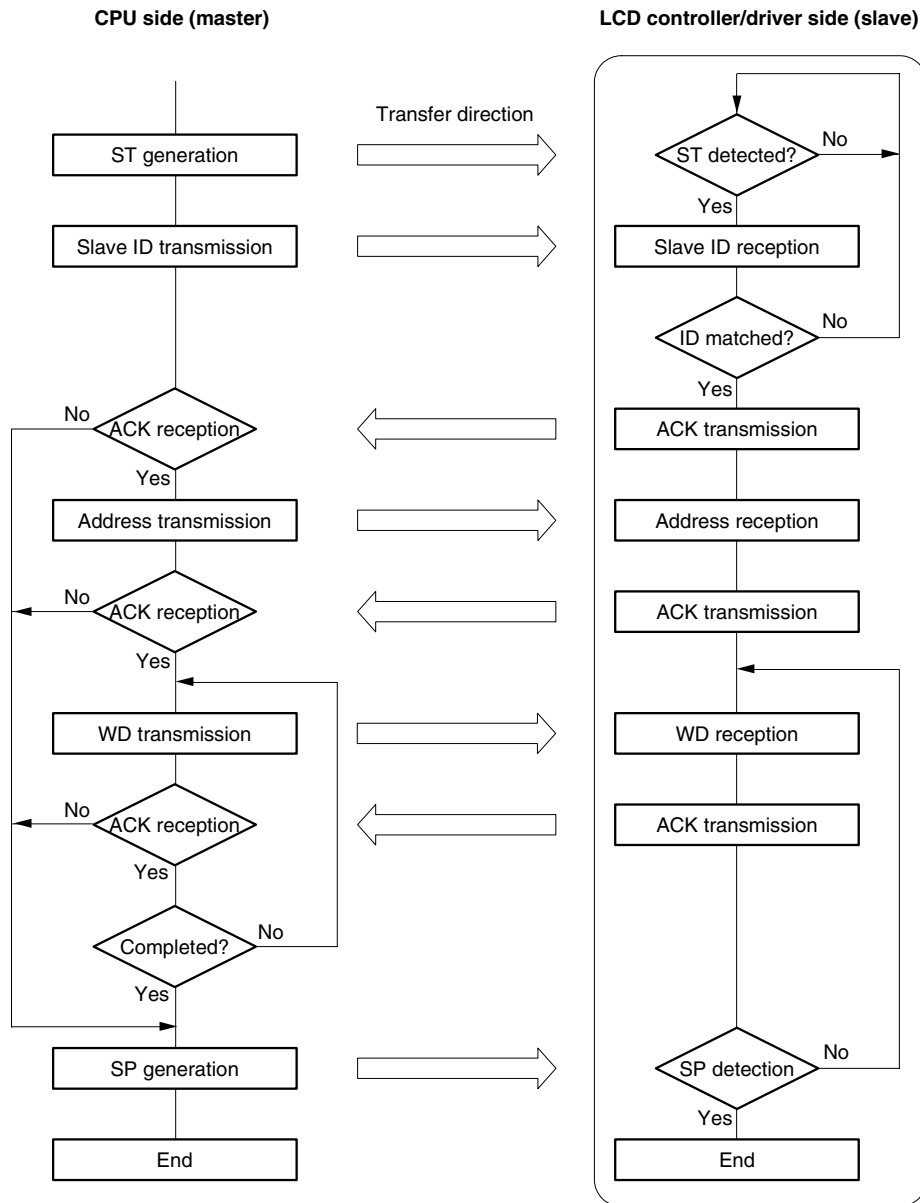 CPU side (master)
LCD controller/driver side (slave)
Transfer direction
ST generation
ST detected?
No
Yes
Slave ID transmission
Slave ID reception
ID matched?
No
Yes
No
ACK reception
ACK transmission
Yes
Address transmission
Address reception
No
ACK reception
ACK transmission
Yes
WD transmission
WD reception
No
ACK reception
ACK transmission
Yes
Completed?
No
Yes
SP generation
SP detection
No
Yes
End
End